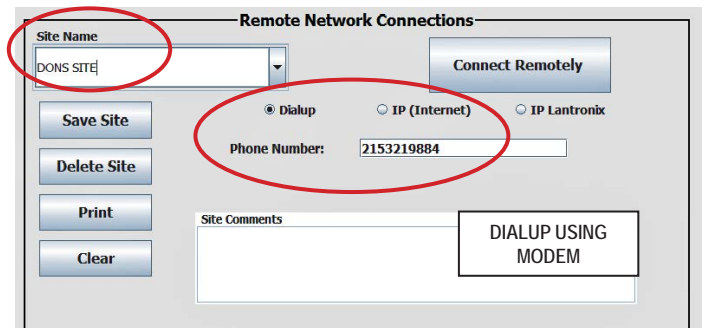 Remote Network Connections
Site Name
DONS SITE
Connect Remotely
Save Site
Dialup IP (Internet) IP Lantronix
Phone Number: 2153219884
Delete Site
Print
Site Comments
DIALUP USING
MODEM
Clear